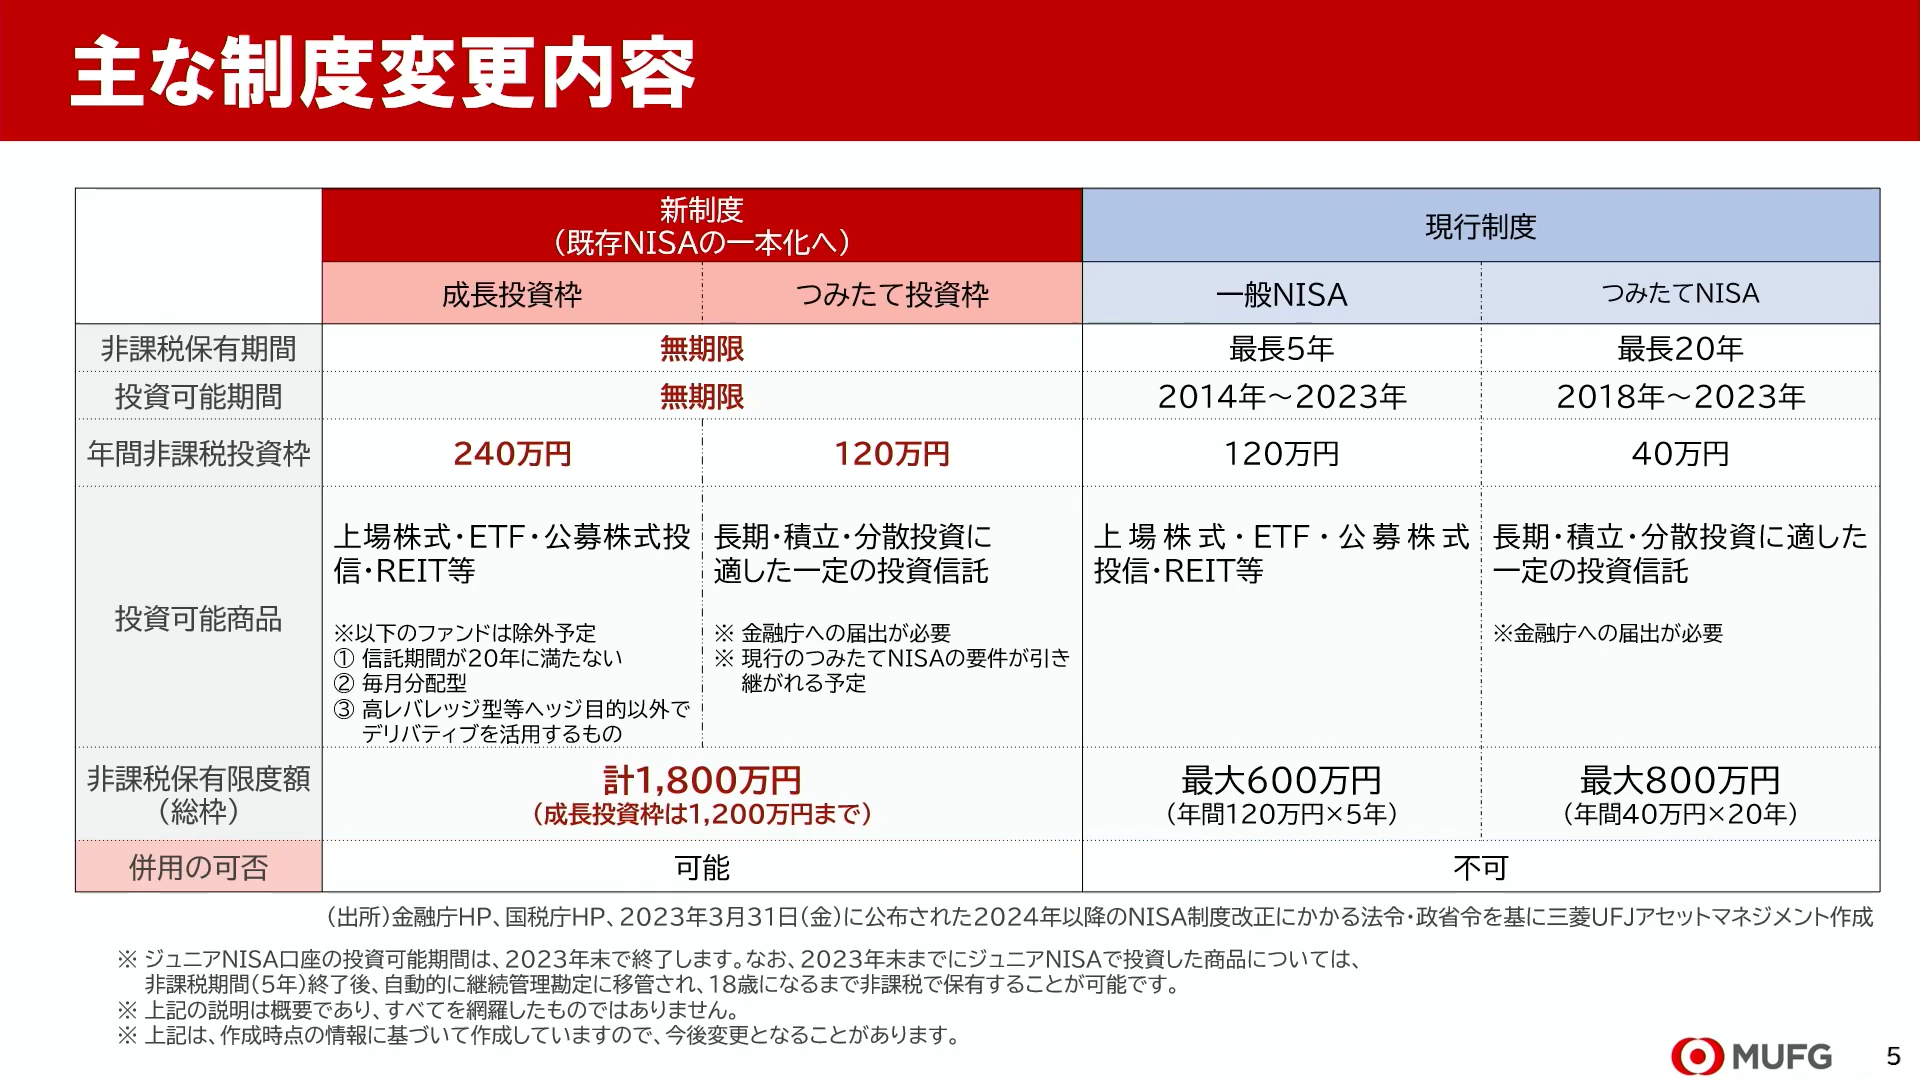 主な制度変更内容
新制度
（既存NISAの一本化へ）
現行制度
成長投資枠
つみたて投資枠
一般NISA
つみたてNISA
非課税保有期間
無期限
最長5年
最長20年
投資可能期間
無期限
2014年～2023年
2018年～2023年
年間非課税投資枠
240万円
120万円
120万円
40万円
投資可能商品
上場株式・ETF・公募株式投
信・REIT等
※以下のファンドは除外予定
① 信託期間が20年に満たない
② 毎月分配型
③ 高レバレッジ型等ヘッジ目的以外で
デリバティブを活用するもの
長期・積立・分散投資に
適した一定の投資信託
※ 金融庁への届出が必要
※ 現行のつみたてNISAの要件が引き
継がれる予定
上場株式・ETF・公募株式
投信・REIT等
長期・積立・分散投資に適した
一定の投資信託
※金融庁への届出が必要
非課税保有限度額
（総枠）
計1,800万円
（成長投資枠は1,200万円まで）
最大600万円
（年間120万円×5年）
最大800万円
（年間40万円×20年）
併用の可否
可能
不可
（出所）金融庁HP、国税庁HP、2023年3月31日（金）に公布された2024年以降のNISA制度改正にかかる法令・政省令を基に三菱UFJアセットマネジメント作成
※ ジュニアNISA口座の投資可能期間は、2023年末で終了します。なお、2023年末までにジュニアNISAで投資した商品については、
非課税期間（5年）終了後、自動的に継続管理勘定に移管され、18歳になるまで非課税で保有することが可能です。
※ 上記の説明は概要であり、すべてを網羅したものではありません。
※ 上記は、作成時点の情報に基づいて作成していますので、今後変更となることがあります。
MUFG
5